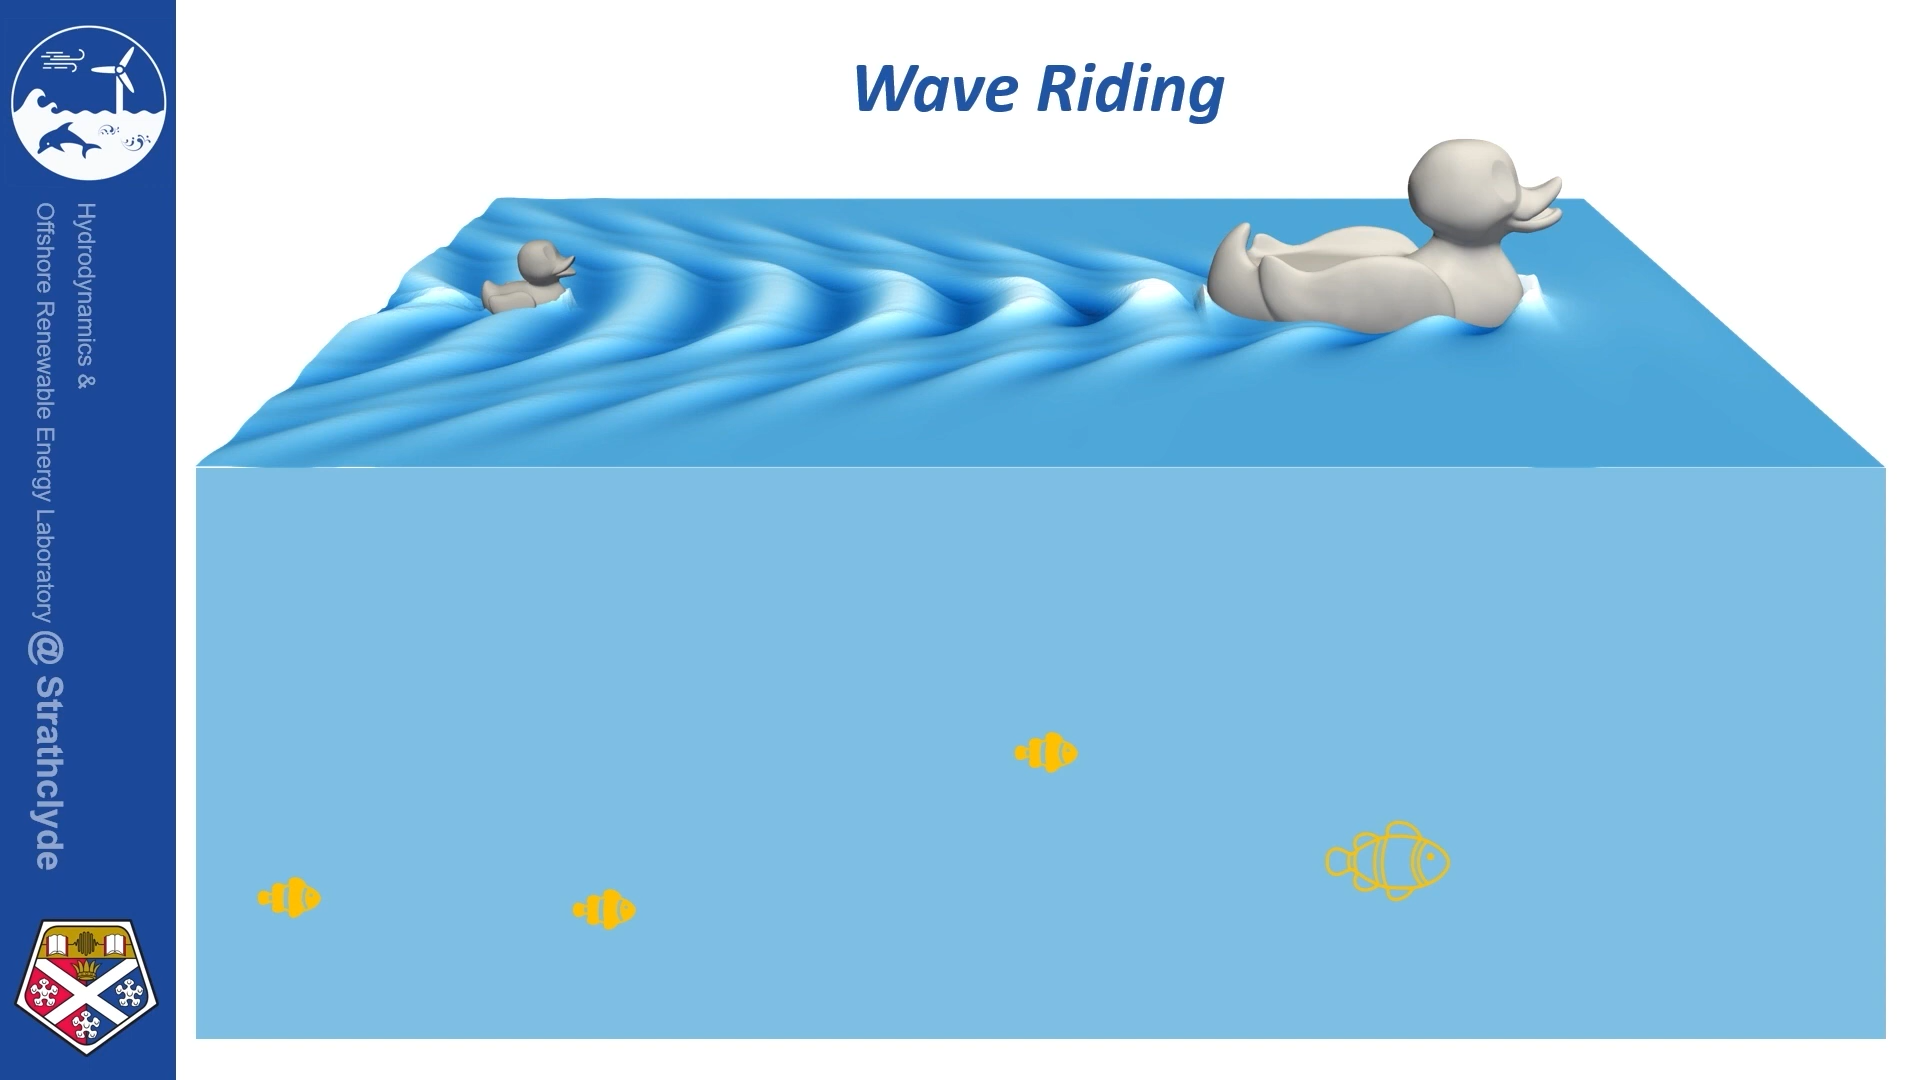 Wave Riding
Hydrodynamics &
Offshore Renewable Energy Laboratory @ Strathclyde